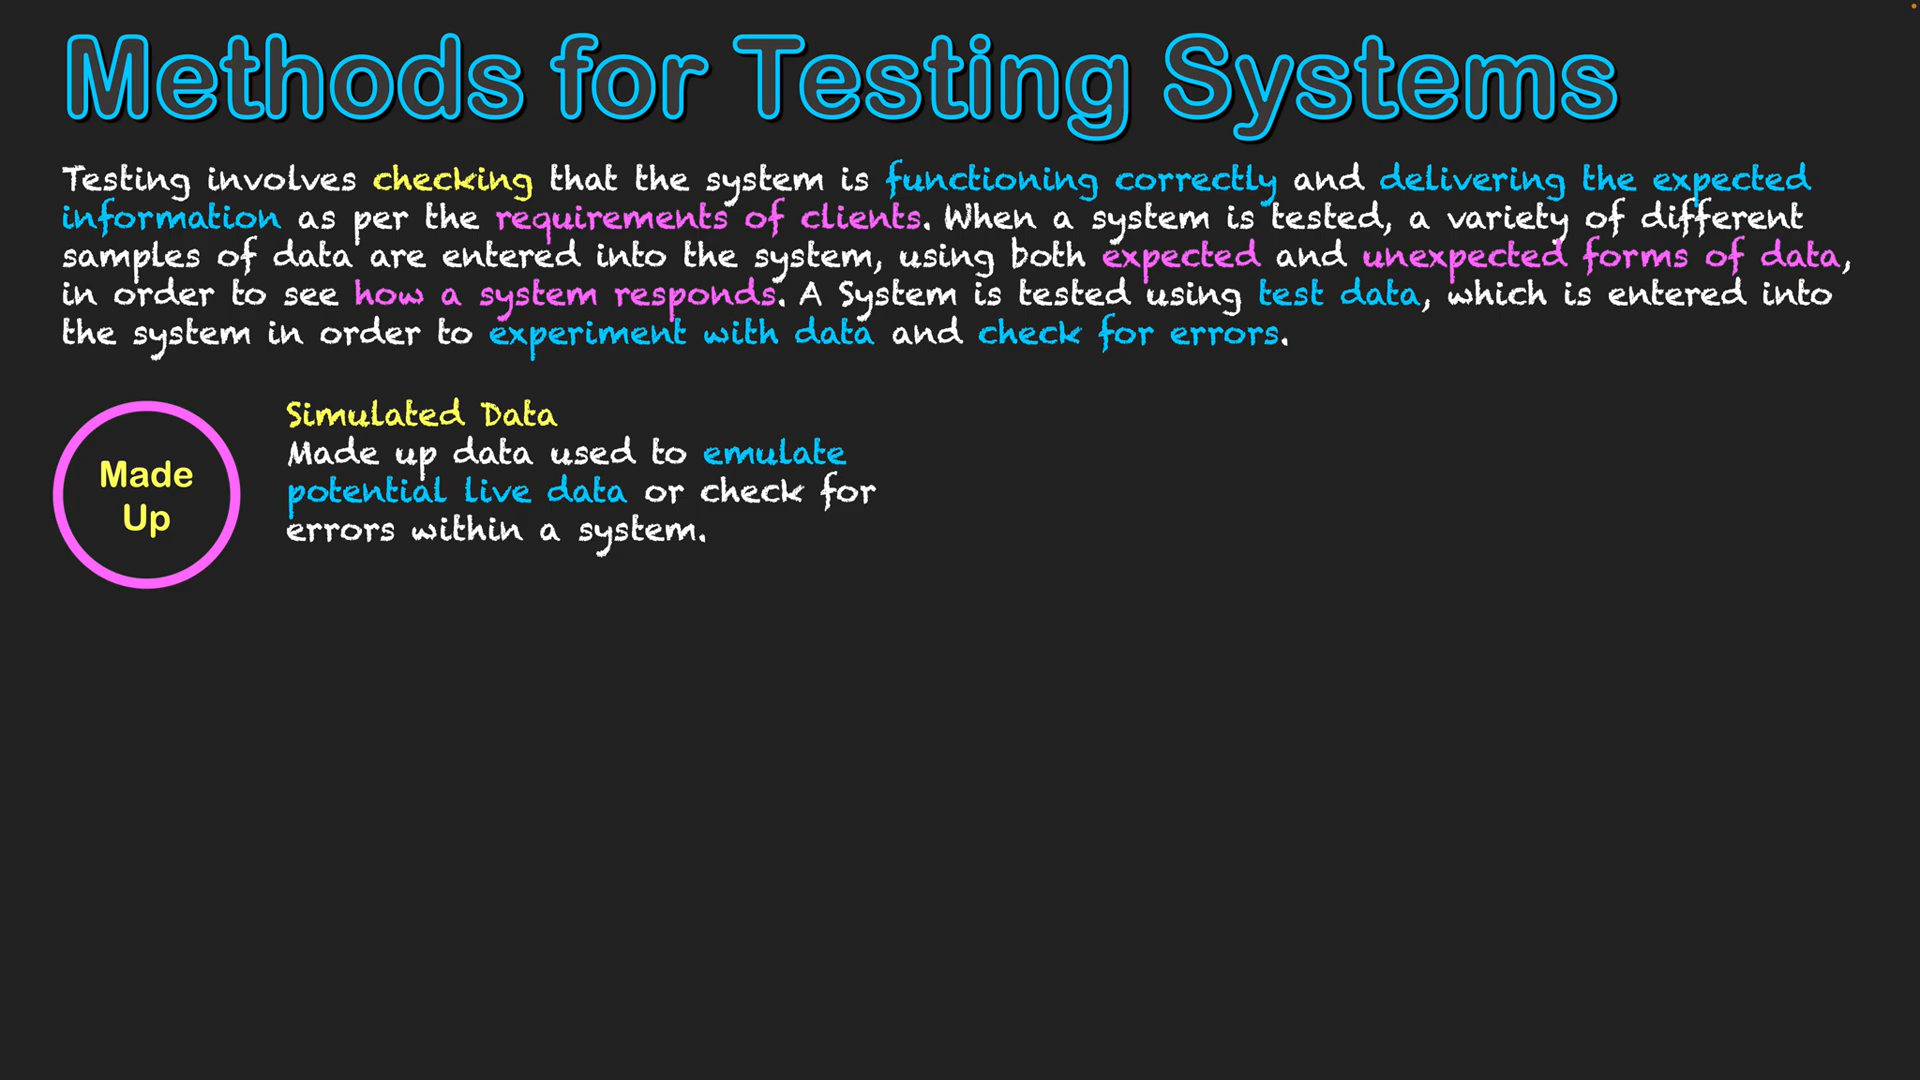 Methods for Testing Systems
Testing involves checking that the system is functioning correctly and delivering the expected
information as per the requirements of clients. When a system is tested, a variety of different
samples of data are entered into the system, using both expected and unexpected forms of data,
in order to see how a system responds. A System is tested using test data, which is entered into
the system in order to experiment with data and check for errors.
Made
Up
Simulated Data
Made up data used to emulate
potential live data or check for
errors within a system.